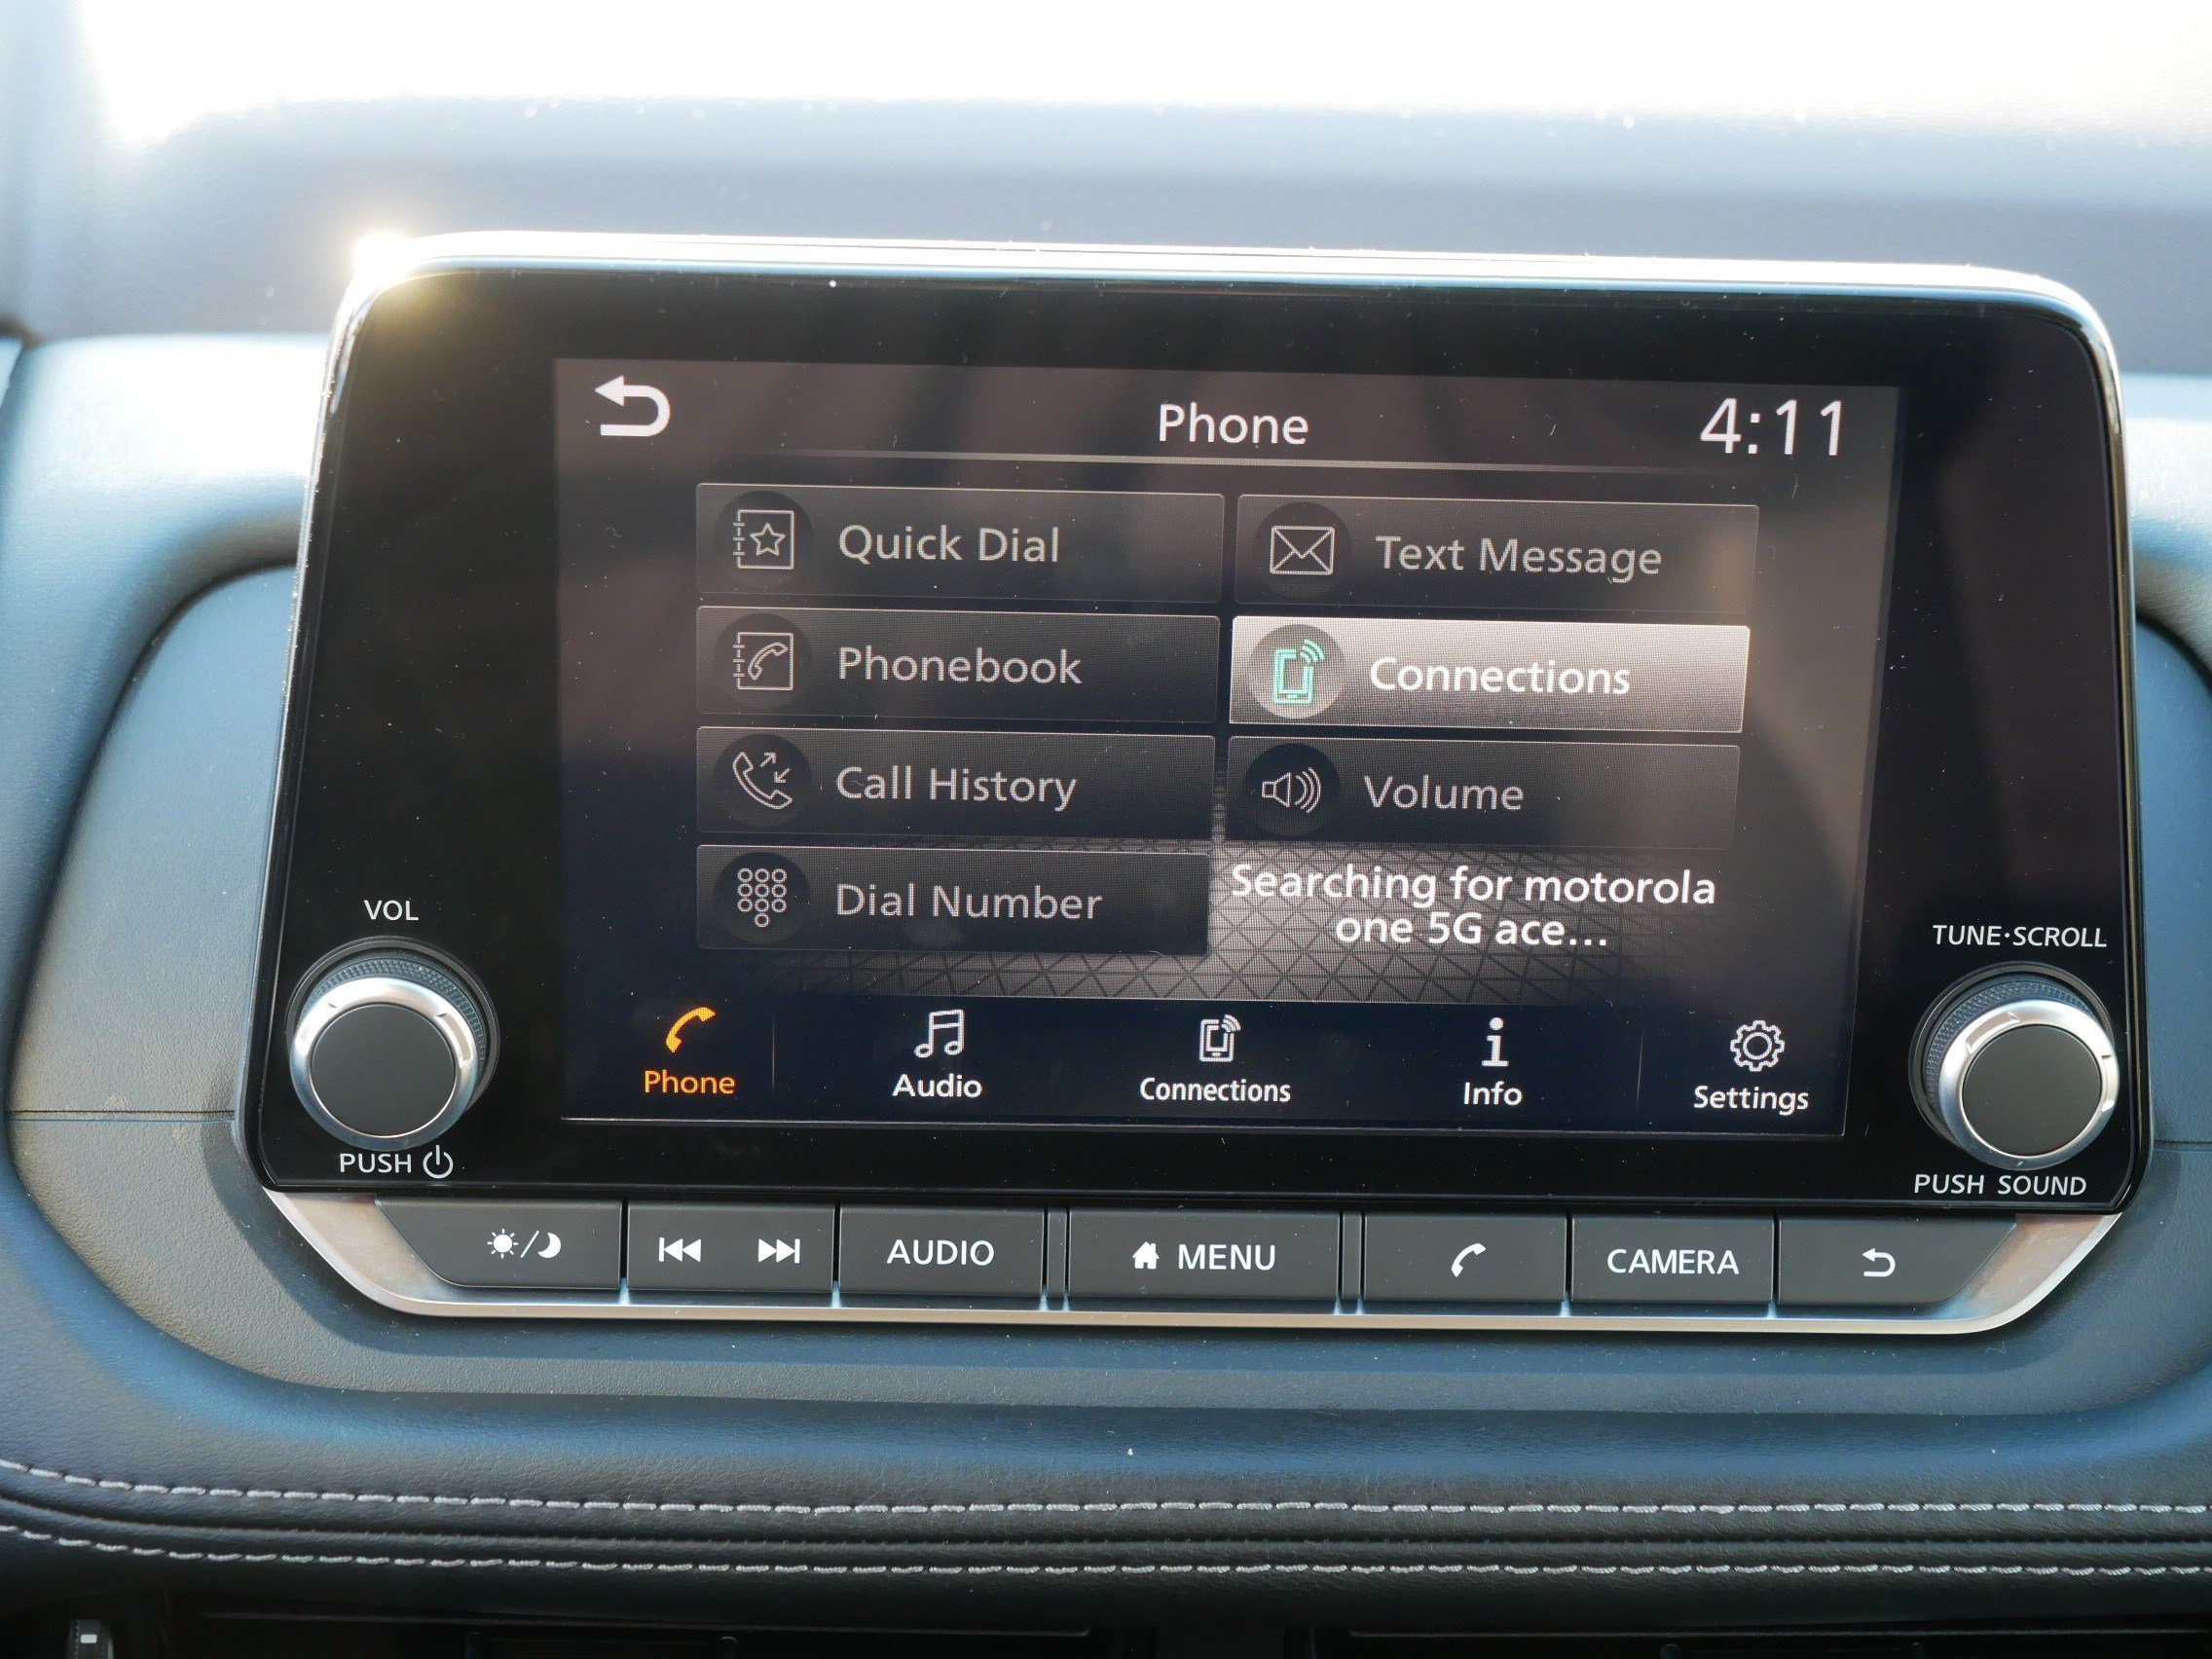 Phone
4:11
Quick Dial
Text Message
Phonebook
Connections
Call History
Volume
Dial Number
Searching for motorola
one 5G ace...
Phone
Audio
Connections
Info
Settings
VOL
PUSH
TUNE·SCROLL
PUSH SOUND
AUDIO
MENU
CAMERA